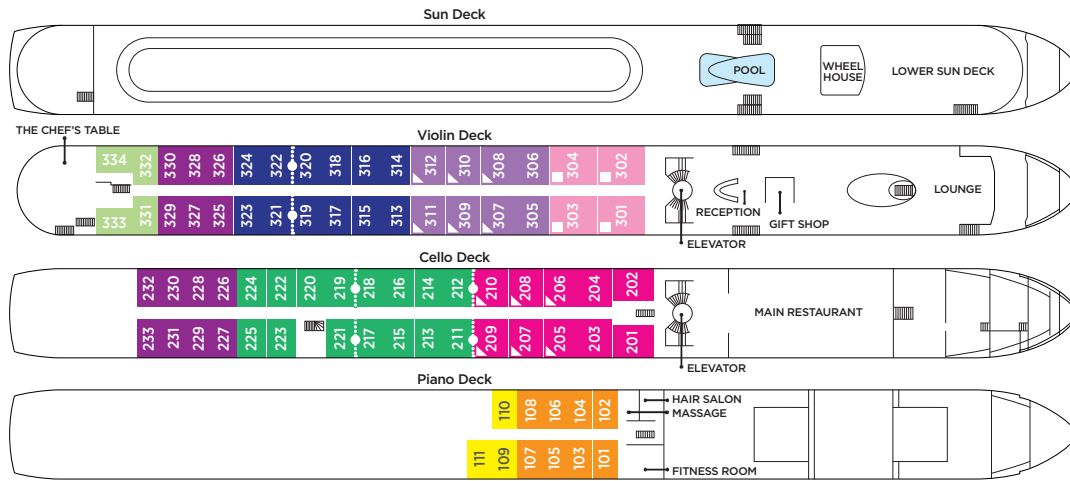 Sun Deck
POOL
WHEEL
HOUSE
LOWER SUN DECK
THE CHEF'S TABLE
Violin Deck
334 332 330 328 326 324 322 320 318 316 314 312 310 308 306 304 302
333 331 329 327 325 323 321 319 317 315 313 311 309 307 305 303 301
RECEPTION
GIFT SHOP
LOUNGE
ELEVATOR
Cello Deck
232 230 228 226 224 222 220 219 218 216 214 212 210 208 206 204 202
233 231 229 227 225 223 221 217 215 213 211 209 207 205 203 201
MAIN RESTAURANT
ELEVATOR
Piano Deck
110 108 106 104 102
111 109 107 105 103 101
HAIR SALON
MASSAGE
FITNESS ROOM